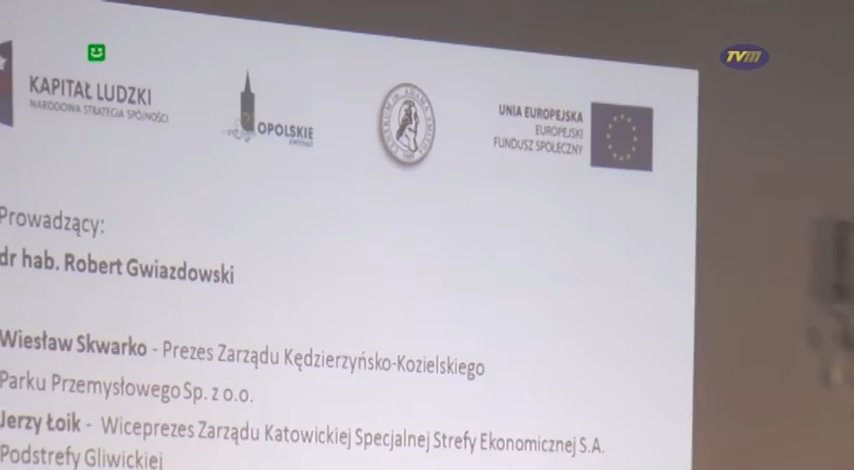 TVM
KAPITAŁ LUDZKI
NARODOWA STRATEGIA SPÓJNOŚCI
OPOLSKIE
UNIA EUROPEJSKA
EUROPEJSKI
FUNDUSZ SPOŁECZNY
Prowadzący:
dr hab. Robert Gwiazdowski
Wiesław Skwarko - Prezes Zarządu Kędzierzyńsko-Kozielskiego
Parku Przemysłowego Sp. z o.o.
Jerzy Łoik - Wiceprezes Zarządu Katowickiej Specjalnej Strefy Ekonomicznej S.A.
Podstrefy Gliwickiej